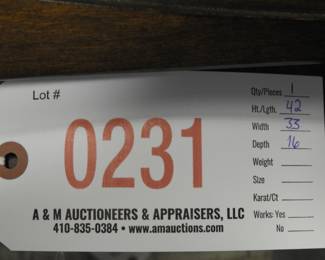 Lot #
0231
Qty/Pieces 1
Ht./Lgth. 42
Width 33
Depth 16
Weight
Size
Karat/Ct
Works: Yes
No
A & M AUCTIONEERS & APPRAISERS, LLC
410-835-0384 • www.amauctions.com